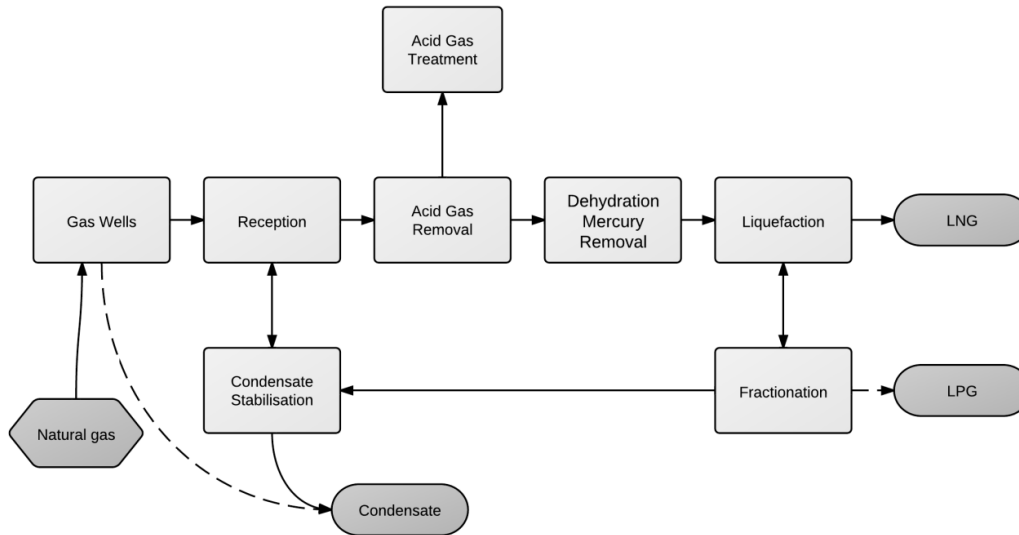 Acid Gas
Treatment
Gas Wells
Reception
Acid Gas
Removal
Dehydration
Mercury
Removal
Liquefaction
LNG
Condensate
Stabilisation
Fractionation
LPG
Natural gas
Condensate